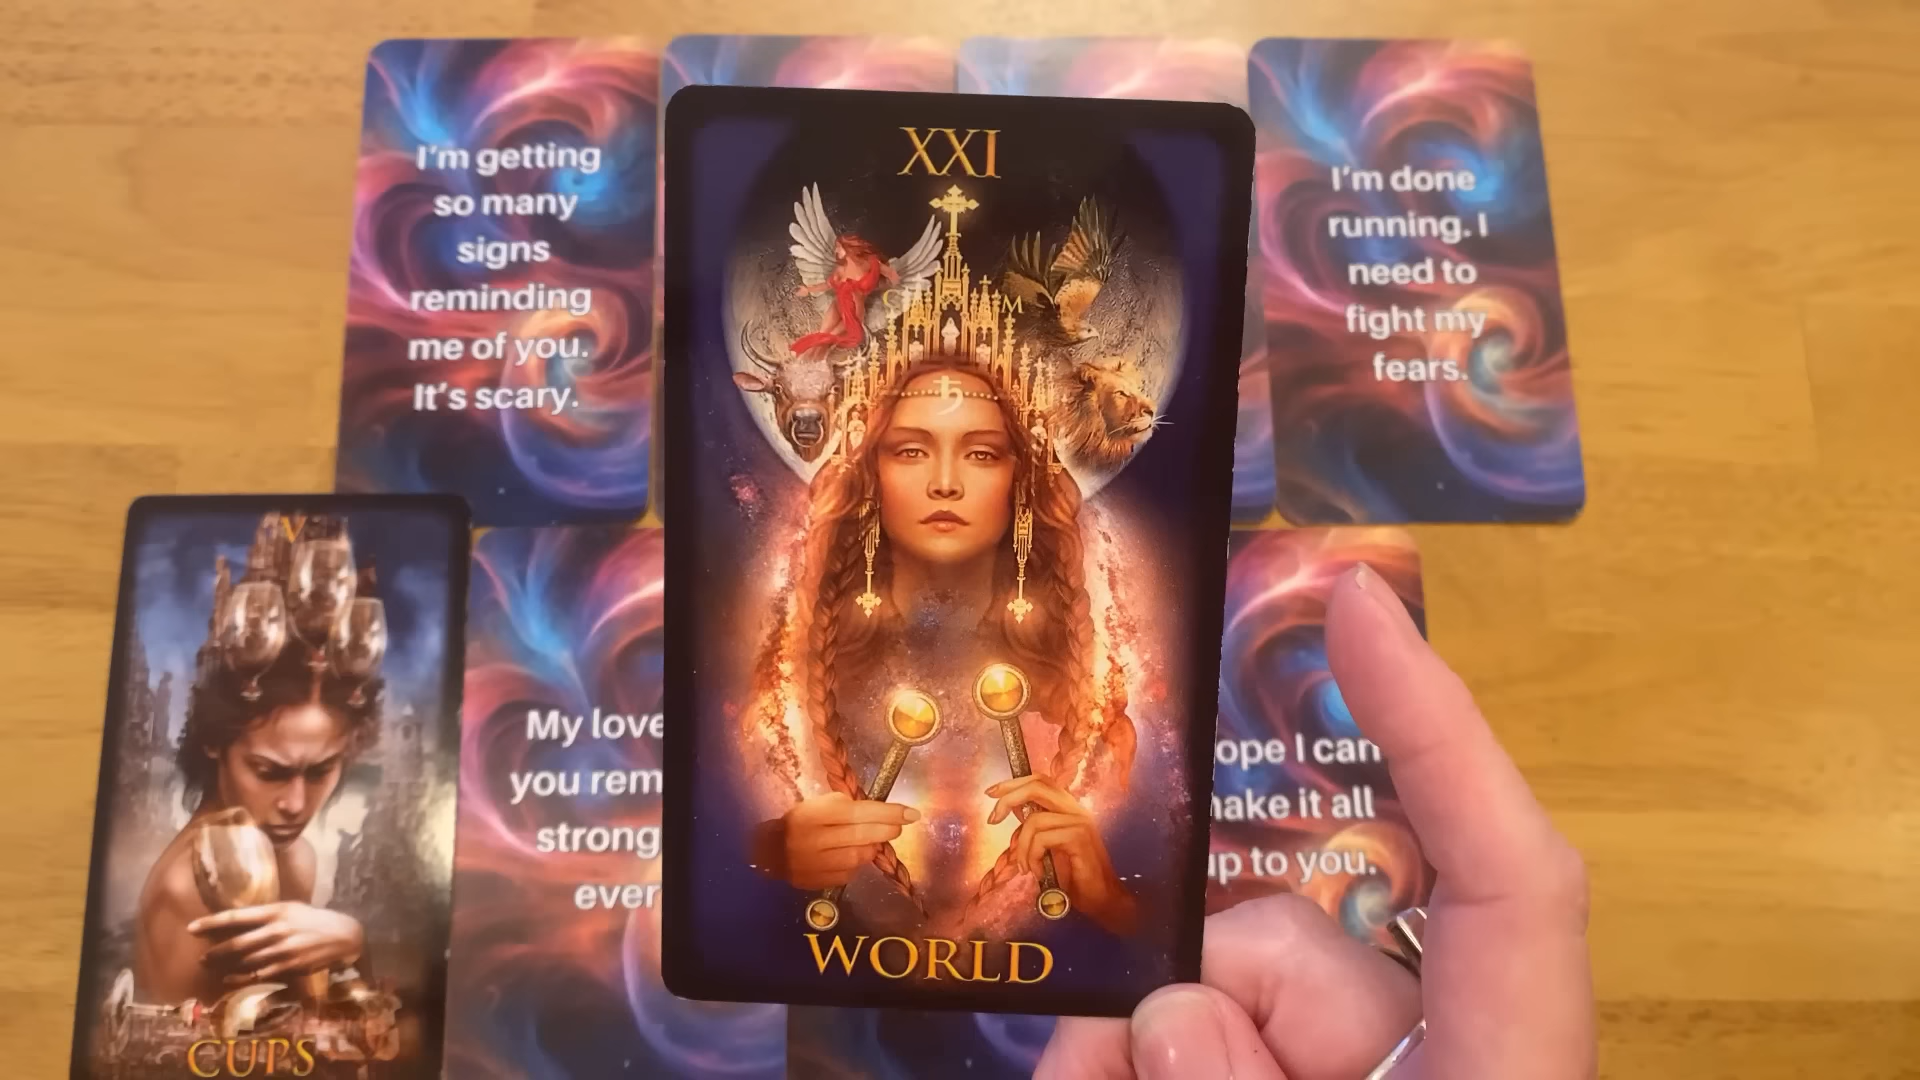 I'm getting
so many
signs
reminding
me of you.
It's scary.
XXI
C M
WORLD
I'm done
running. I
need to
fight my
fears.
V
CUPS
My love
you rem
strong
ever
ope I can
make it all
up to you.